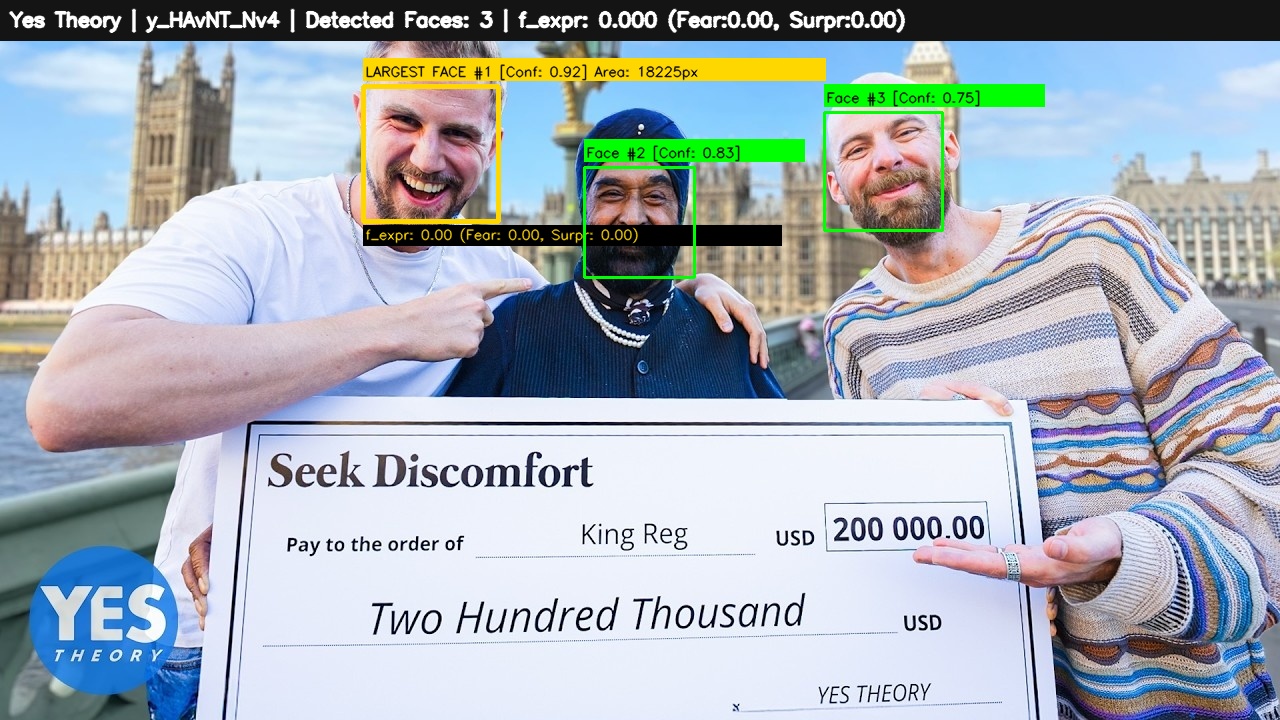 Yes Theory | y_HAvNT_Nv4 | Detected Faces: 3 | f_expr: 0.000 (Fear:0.00, Surpr:0.00)
LARGEST FACE #1 [Conf: 0.92] Area: 18225px
Face #3 [Conf: 0.75]
Face #2 [Conf: 0.83]
f_expr: 0.00 (Fear: 0.00, Surpr: 0.00)
Seek Discomfort
Pay to the order of King Reg USD 200 000.00
Two Hundred Thousand USD
YES THEORY
x YES THEORY